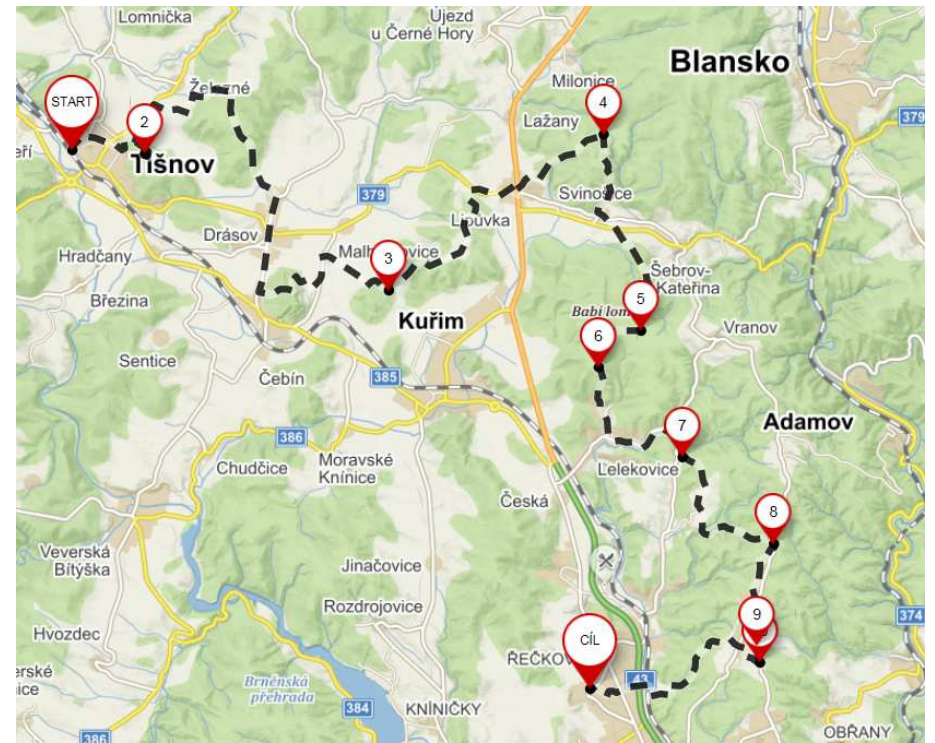 Lomnička
Újezd
u Černé Hory
Blansko
Milonice
Železné
START
4
379
2
Lažany
Tišnov
379
Svinošice
Lipůvka
Drásov
Hradčany
3
Šebrov-
Kateřina
Březina
5
Babí lom
Kuřim
6
Vranov
Sentice
Čebín
385
7
Adamov
386
Chudčice
Moravské
Knínice
Lelekovice
Česká
8
Veverská
Bítýška
Jinačovice
Rozdrojovice
9
374
Hvozdec
CÍL
Brněnská
přehrada
43
384
KNÍNIČKY
OBŘANY
386